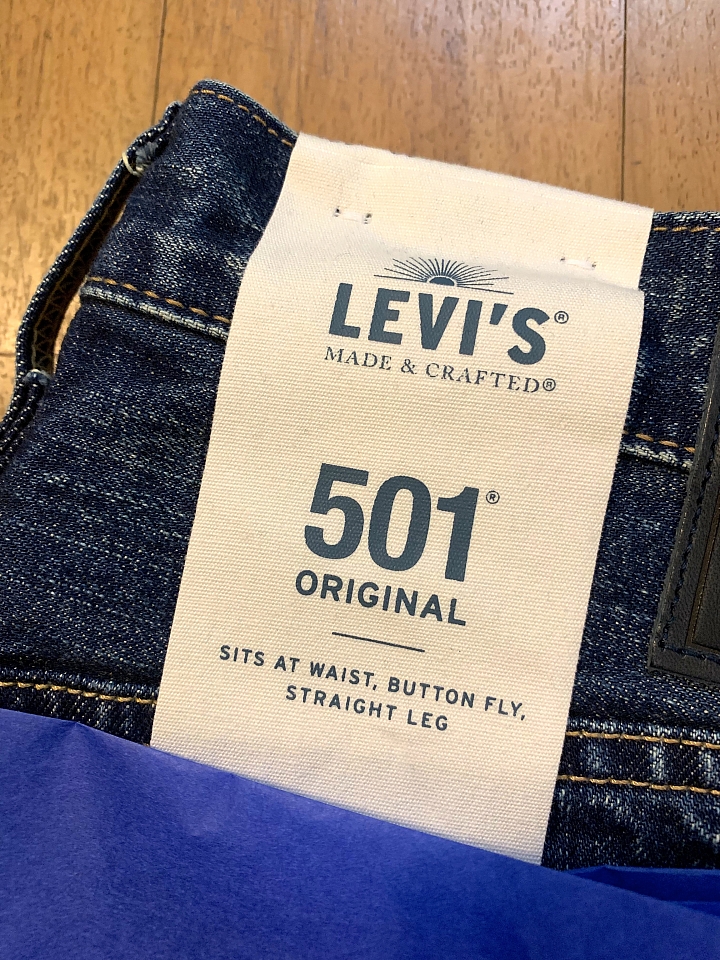 LEVI'S®
MADE & CRAFTED®
501®
ORIGINAL
SITS AT WAIST, BUTTON FLY,
STRAIGHT LEG